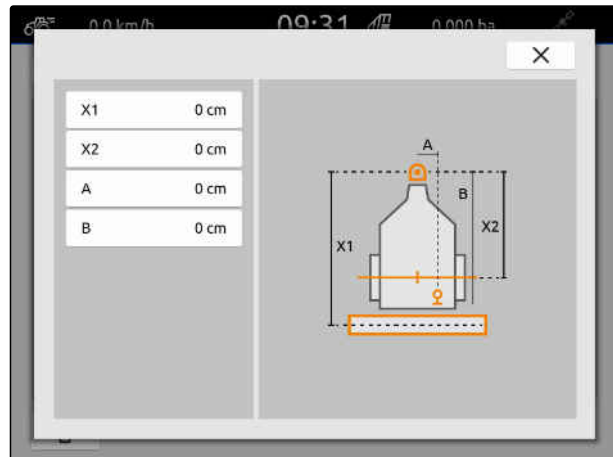 0.0 km/h 09:31 0.000 ha
X1 0 cm
X2 0 cm
A 0 cm
B 0 cm
A
B
X2
X1